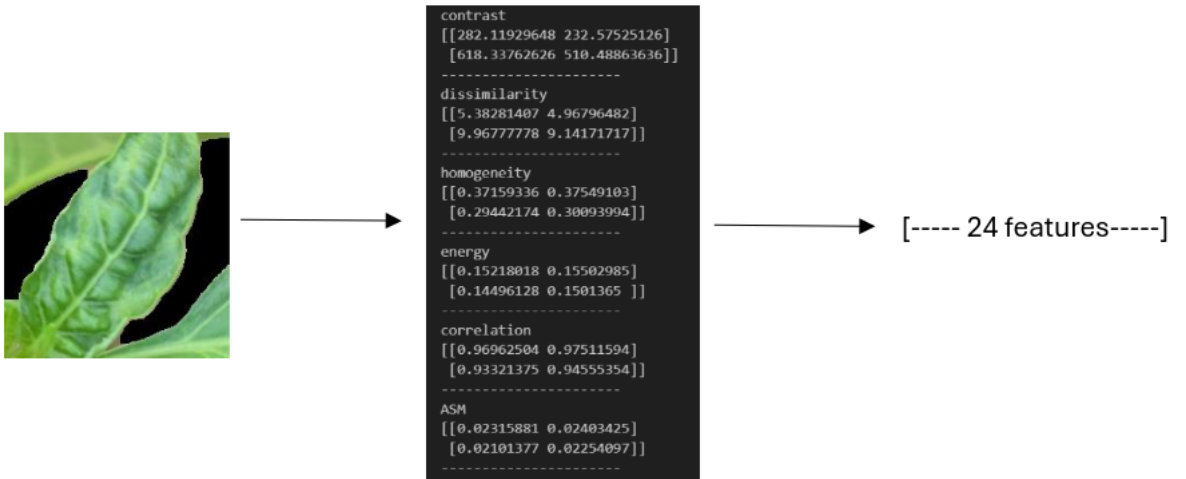 contrast
[[282.11929648 232.57525126]
[618.33762626 510.48863636]]
----------------------
dissimilarity
[[5.38281407 4.96796482]
[9.96777778 9.14171717]]
----------------------
homogeneity
[[0.37159336 0.37549103]
[0.29442174 0.30093994]]
----------------------
energy
[[0.15218018 0.15502985]
[0.14496128 0.1501365 ]]
----------------------
correlation
[[0.96962504 0.97511594]
[0.93321375 0.94555354]]
----------------------
ASM
[[0.02315881 0.02403425]
[0.02101377 0.02254097]]
----------------------
[----- 24 features-----]